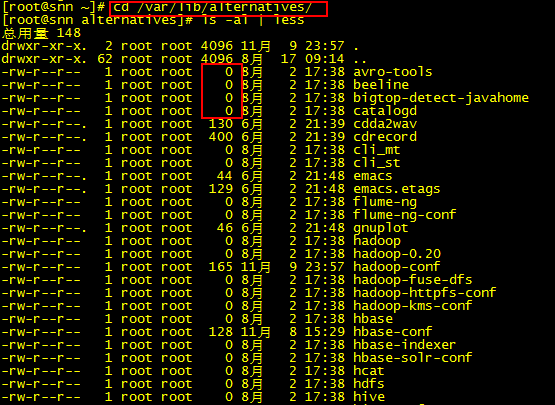 [root@snn ~]# cd /var/lib/alternatives/
[root@snn alternatives]# ls -al | less
总用量 148
drwxr-xr-x. 2 root root 4096 11月 9 23:57 .
drwxr-xr-x. 62 root root 4096 8月 17 09:14 ..
-rw-r--r-- 1 root root 0 8月 2 17:38 avro-tools
-rw-r--r-- 1 root root 0 8月 2 17:38 beeline
-rw-r--r-- 1 root root 0 8月 2 17:38 bigtop-detect-javahome
-rw-r--r-- 1 root root 0 8月 2 17:38 catalogd
-rw-r--r--. 1 root root 130 6月 2 21:39 cdda2wav
-rw-r--r--. 1 root root 400 6月 2 21:39 cdrecord
-rw-r--r-- 1 root root 0 8月 2 17:38 cli_mt
-rw-r--r-- 1 root root 0 8月 2 17:38 cli_st
-rw-r--r--. 1 root root 44 6月 2 21:48 emacs
-rw-r--r--. 1 root root 129 6月 2 21:48 emacs.etags
-rw-r--r-- 1 root root 0 8月 2 17:38 flume-ng
-rw-r--r-- 1 root root 0 8月 2 17:38 flume-ng-conf
-rw-r--r--. 1 root root 46 6月 2 21:48 gnuplot
-rw-r--r-- 1 root root 0 8月 2 17:38 hadoop
-rw-r--r-- 1 root root 0 8月 2 17:38 hadoop-0.20
-rw-r--r-- 1 root root 165 11月 9 23:57 hadoop-conf
-rw-r--r-- 1 root root 0 8月 2 17:38 hadoop-fuse-dfs
-rw-r--r-- 1 root root 0 8月 2 17:38 hadoop-httpfs-conf
-rw-r--r-- 1 root root 0 8月 2 17:38 hadoop-kms-conf
-rw-r--r-- 1 root root 0 8月 2 17:38 hbase
-rw-r--r-- 1 root root 128 11月 8 15:29 hbase-conf
-rw-r--r-- 1 root root 0 8月 2 17:38 hbase-indexer
-rw-r--r-- 1 root root 0 8月 2 17:38 hbase-solr-conf
-rw-r--r-- 1 root root 0 8月 2 17:38 hcat
-rw-r--r-- 1 root root 0 8月 2 17:38 hdfs
-rw-r--r-- 1 root root 0 8月 2 17:38 hive